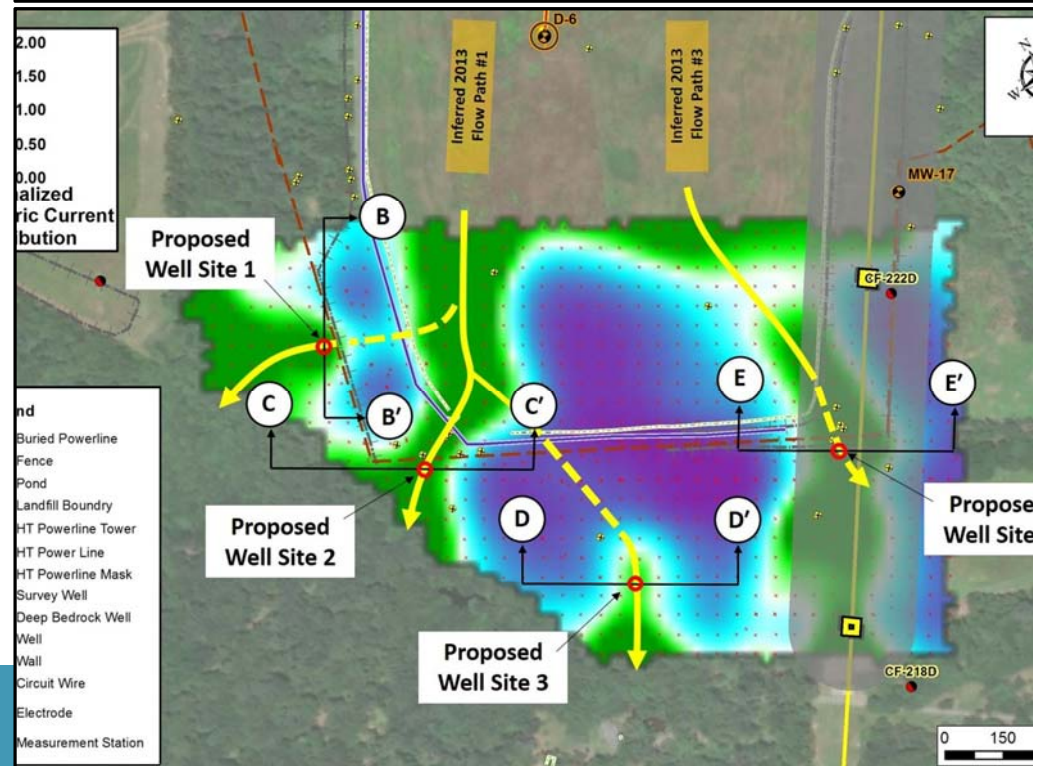 2.00
1.50
1.00
0.50
0.00
alized
ric Current
ibution
D-6
Inferred 2013
Flow Path #1
Inferred 2013
Flow Path #3
N
W
MW-17
B
Proposed
Well Site 1
CF-222D
C
B′
C′
E
E′
nd
Buried Powerline
Fence
Pond
Landfill Boundry
HT Powerline Tower
HT Power Line
HT Powerline Mask
Survey Well
Deep Bedrock Well
Well
Wall
Circuit Wire
Electrode
Measurement Station
Proposed
Well Site 2
D
D′
Proposed
Well Site
Proposed
Well Site 3
CF-218D
0 150